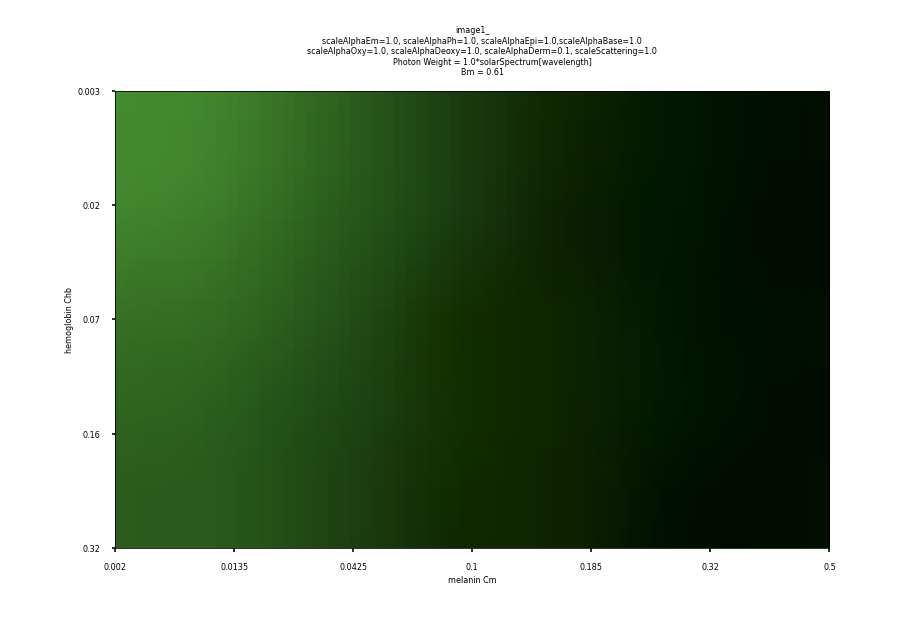 image1_
scaleAlphaEm=1.0, scaleAlphaPh=1.0, scaleAlphaEpi=1.0,scaleAlphaBase=1.0
scaleAlphaOxy=1.0, scaleAlphaDeoxy=1.0, scaleAlphaDerm=0.1, scaleScattering=1.0
Photon Weight = 1.0*solarSpectrum[wavelength]
Bm = 0.61
0.003
0.02
0.07
0.16
0.32
hemoglobin Chb
0.002
0.0135
0.0425
0.1
0.185
0.32
0.5
melanin Cm